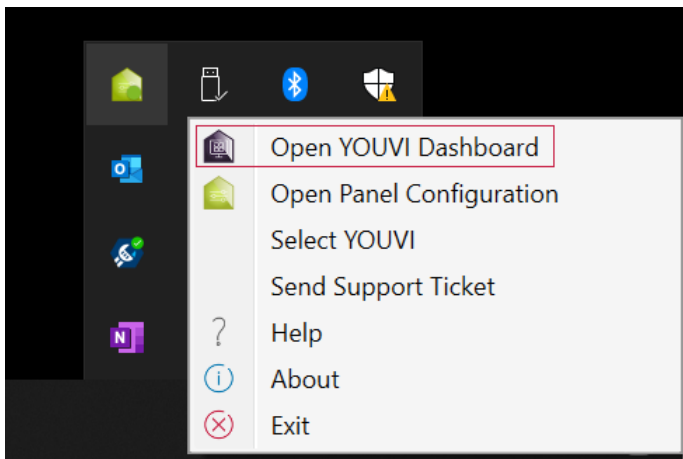 Open YOUVI Dashboard
Open Panel Configuration
Select YOUVI
Send Support Ticket
Help
About
Exit